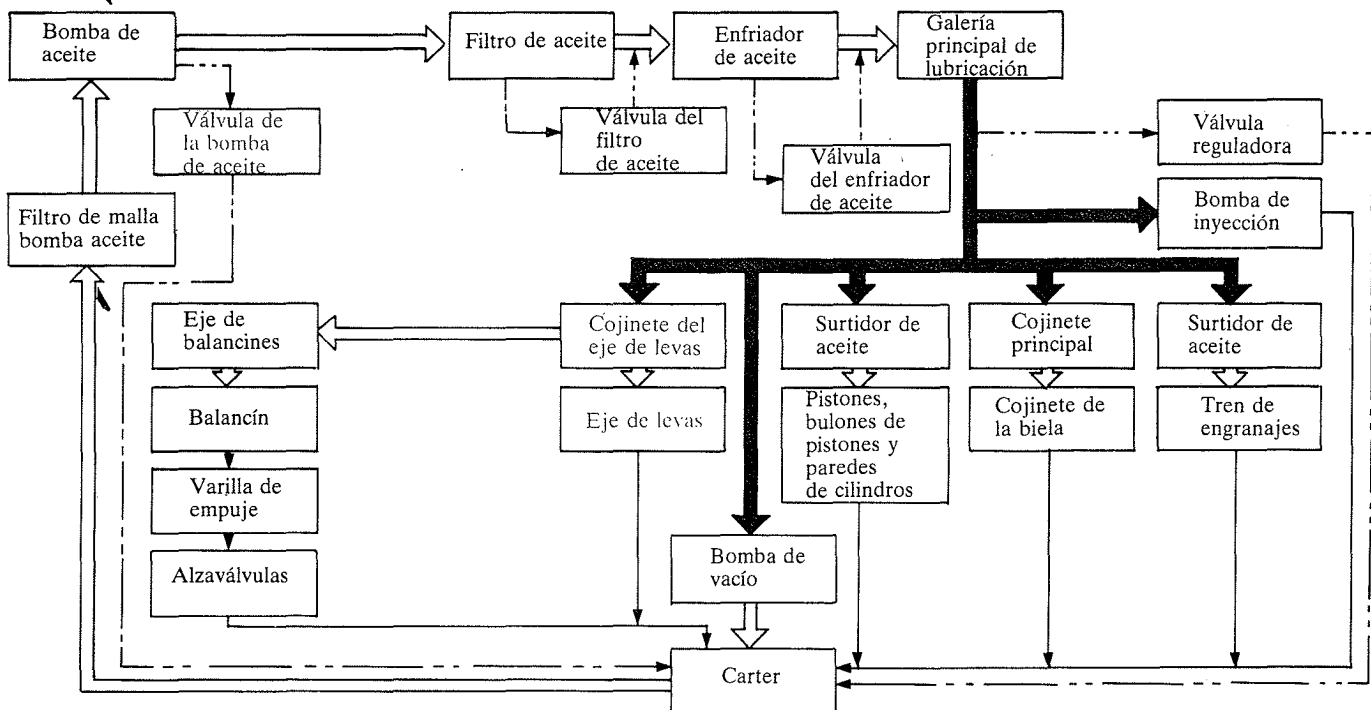 Bomba de
aceite
Filtro de aceite
Enfriador
de aceite
Galería
principal de
lubricación
Válvula de
la bomba
de aceite
Válvula del
filtro
de aceite
Válvula
del enfriador
de aceite
Válvula
reguladora
Filtro de malla
bomba aceite
Bomba de
inyección
Eje de
balancines
Cojinete del
eje de levas
Surtidor de
aceite
Cojinete
principal
Surtidor de
aceite
Balancín
Eje de levas
Pistones,
bulones de
pistones y
paredes
de cilindros
Cojinete de
la biela
Tren de
engranajes
Varilla de
empuje
Alzaválvulas
Bomba de
vacío
Carter